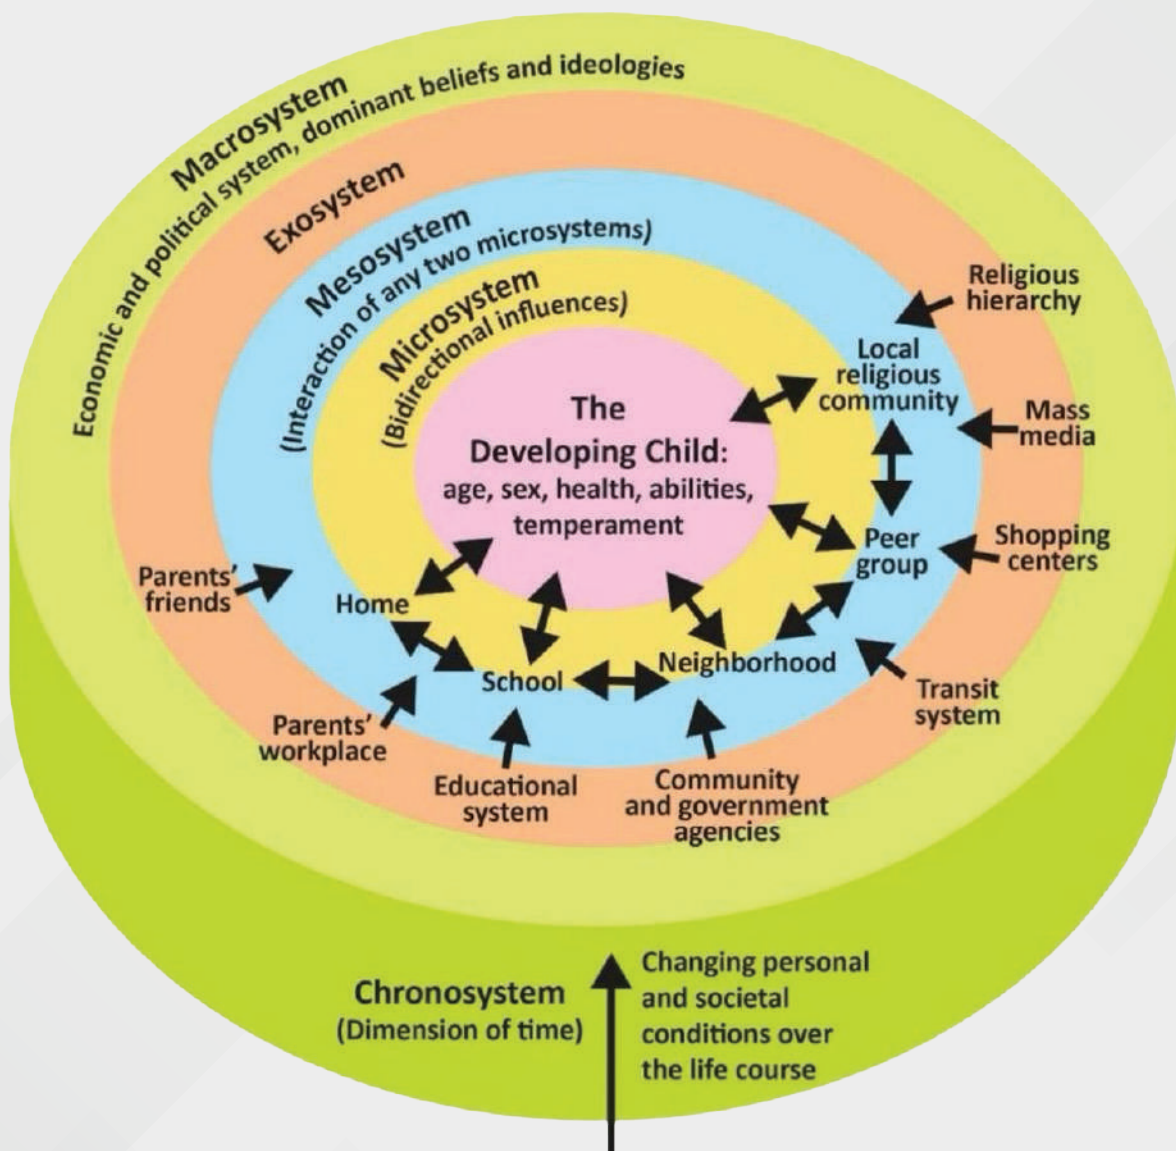 Macrosystem
Economic and political system, dominant beliefs and ideologies
Exosystem
Mesosystem
(Interaction of any two microsystems)
Microsystem
(Bidirectional influences)
The
Developing Child:
age, sex, health, abilities,
temperament
Religious
hierarchy
Local
religious
community
Mass
media
Peer
group
Shopping
centers
Parents'
friends
Home
School
Neighborhood
Transit
system
Parents'
workplace
Educational
system
Community
and government
agencies
Chronosystem
(Dimension of time)
Changing personal
and societal
conditions over
the life course